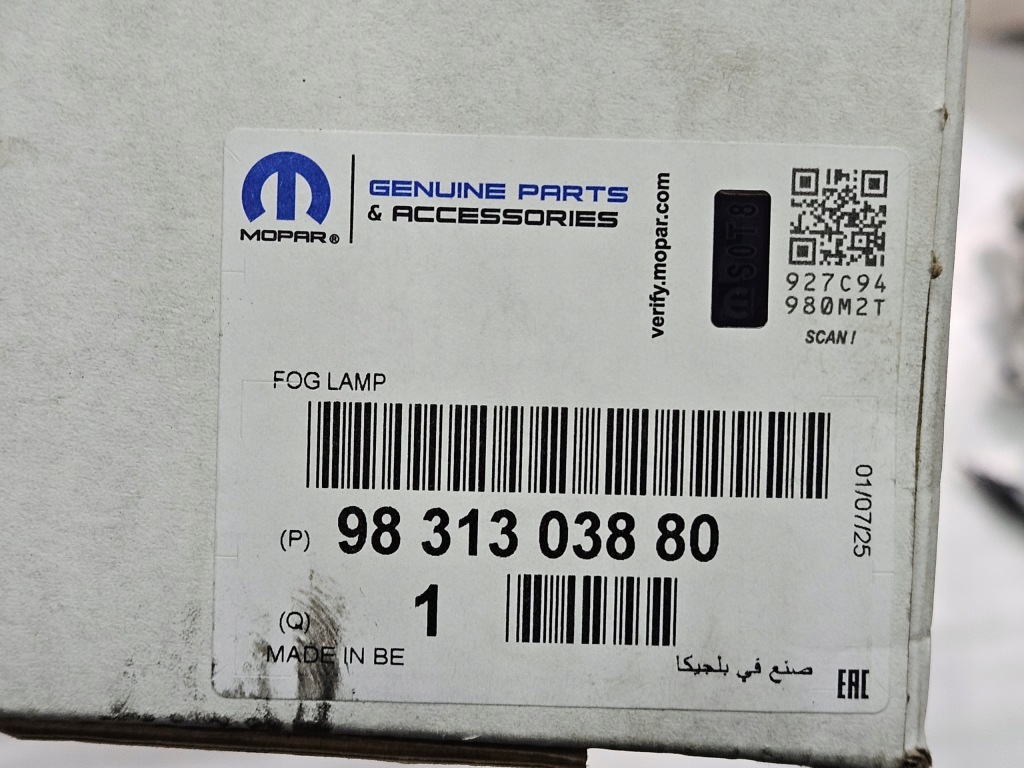 MOPAR®
GENUINE PARTS
& ACCESSORIES
verify.mopar.com
m SOT8
927C94
980M2T
SCAN!
FOG LAMP
01/07/25
(P) 98 313 038 80
(Q) 1
MADE IN BE
صنع في بلجيكا
EAC